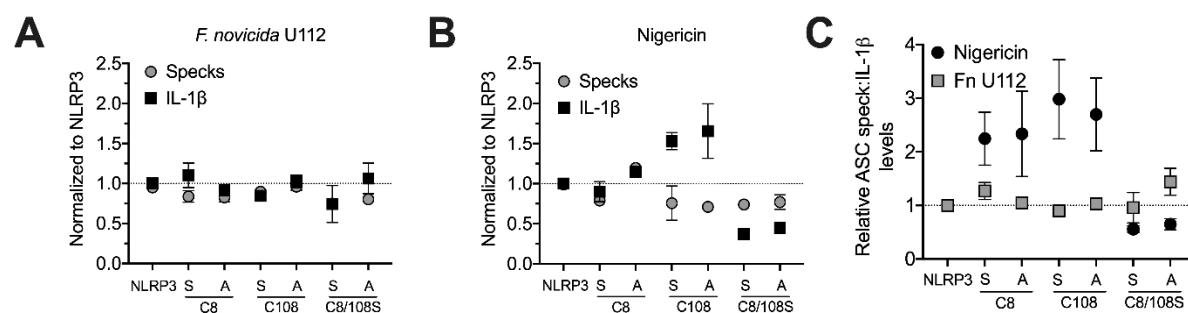 A
F. novicida U112
Normalized to NLRP3
2.5
2.0
1.5
1.0
0.5
0.0
Specks
IL-1β
NLRP3 S A S A S A
C8 C108 C8/108S
B
Nigericin
Normalized to NLRP3
2.5
2.0
1.5
1.0
0.5
0.0
Specks
IL-1β
NLRP3 S A S A S A
C8 C108 C8/108S
C
Relative ASC speck:IL-1β
levels
4
3
2
1
0
Nigericin
Fn U112
NLRP3 S A S A S A
C8 C108 C8/108S